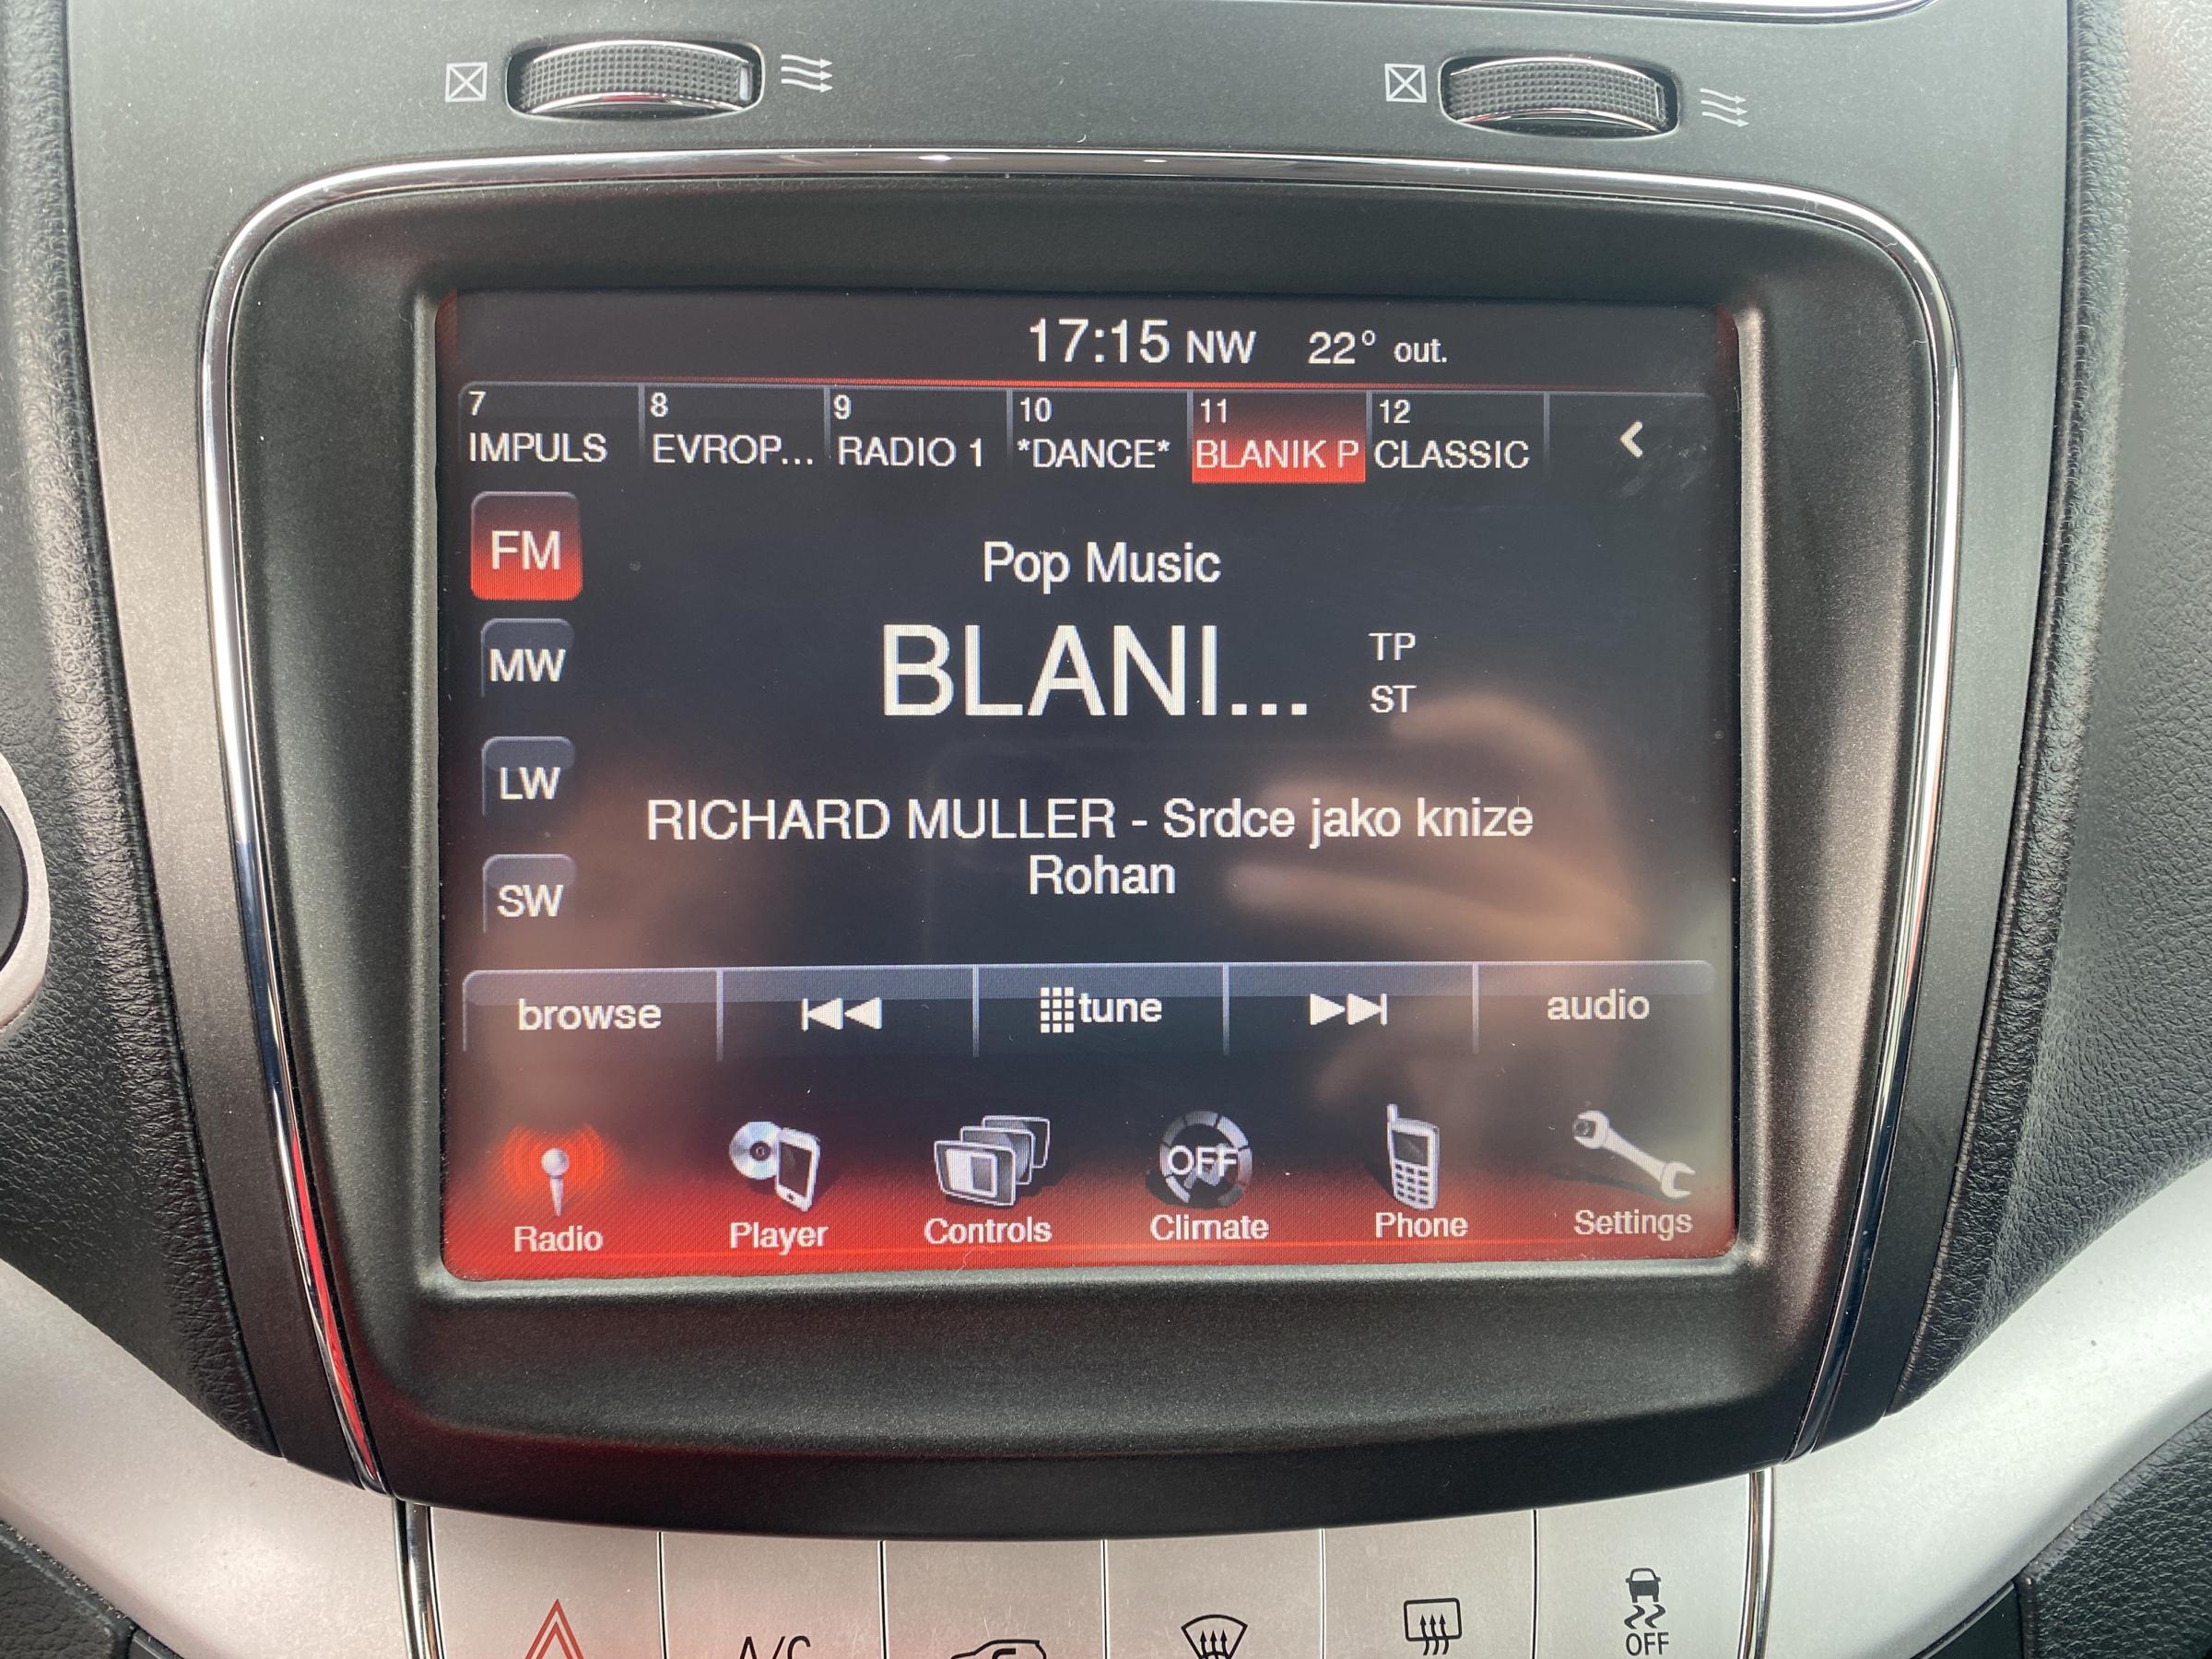 17:15 NW 22° out.
7 8 9 10 11 12
IMPULS EVROP... RADIO 1 *DANCE* BLANIK P CLASSIC
FM
Pop Music
MW
BLANI...
TP
ST
LW
RICHARD MULLER - Srdce jako knize
Rohan
SW
browse tune audio
OFF
Radio Player Controls Climate Phone Settings
A/C
OFF